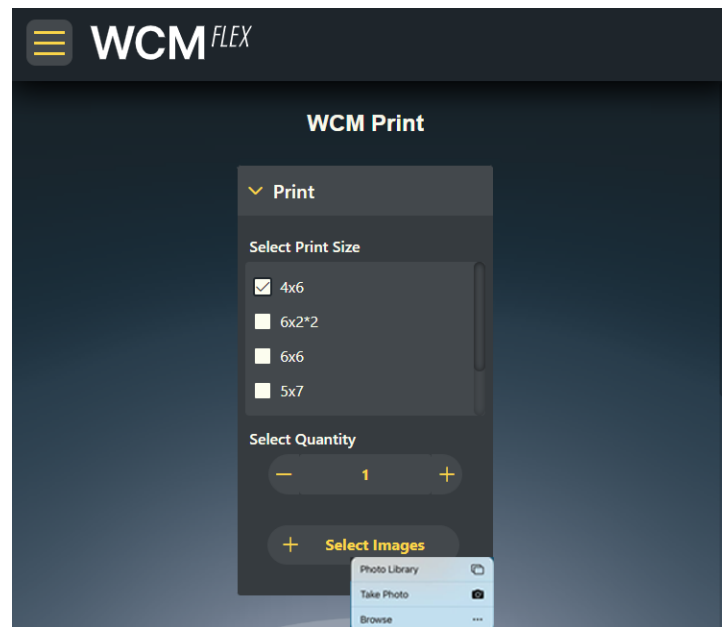 WCM FLEX
WCM Print
Print
Select Print Size
4x6
6x2*2
6x6
5x7
Select Quantity
− 1 +
+ Select Images
Photo Library
Take Photo
Browse